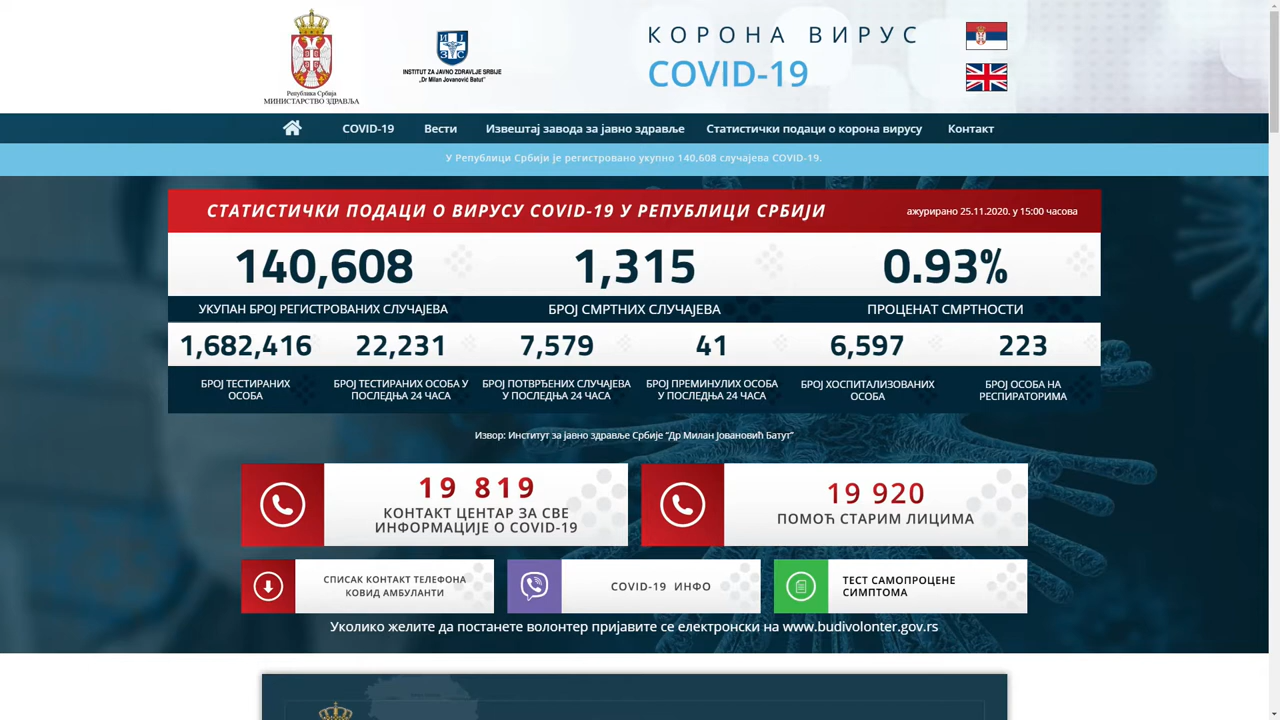 Република Србија
МИНИСТАРСТВО ЗДРАВЉА
ИЈ
ЗС
INSTITUT ZA JAVNO ZDRAVLJE SRBIJE
„Dr Milan Jovanović Batut”
КОРОНА ВИРУС
COVID-19
COVID-19 Вести Извештај завода за јавно здравље Статистички подаци о корона вирусу Контакт
У Републици Србији је регистровано укупно 140,608 случајева COVID-19.
СТАТИСТИЧКИ ПОДАЦИ О ВИРУСУ COVID-19 У РЕПУБЛИЦИ СРБИЈИ
ажурирано 25.11.2020. у 15:00 часова
140,608 1,315 0.93%
УКУПАН БРОЈ РЕГИСТРОВАНИХ СЛУЧАЈЕВА БРОЈ СМРТНИХ СЛУЧАЈЕВА ПРОЦЕНАТ СМРТНОСТИ
1,682,416 22,231 7,579 41 6,597 223
БРОЈ ТЕСТИРАНИХ
ОСОБА
БРОЈ ТЕСТИРАНИХ ОСОБА У
ПОСЛЕДЊА 24 ЧАСА
БРОЈ ПОТВРЂЕНИХ СЛУЧАЈЕВА
У ПОСЛЕДЊА 24 ЧАСА
БРОЈ ПРЕМИНУЛИХ ОСОБА
У ПОСЛЕДЊА 24 ЧАСА
БРОЈ ХОСПИТАЛИЗОВАНИХ
ОСОБА
БРОЈ ОСОБА НА
РЕСПИРАТОРИМА
Извор: Институт за јавно здравље Србије “Др Милан Јовановић Батут”
19 819
КОНТАКТ ЦЕНТАР ЗА СВЕ
ИНФОРМАЦИЈЕ О COVID-19
19 920
ПОМОЋ СТАРИМ ЛИЦИМА
СПИСАК КОНТАКТ ТЕЛЕФОНА
КОВИД АМБУЛАНТИ
COVID-19 ИНФО
ТЕСТ САМОПРОЦЕНЕ
СИМПТОМА
Уколико желите да постанете волонтер пријавите се електронски на www.budivolonter.gov.rs